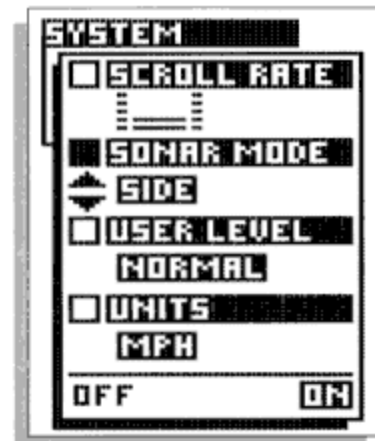 SYSTEM
SCROLL RATE
SONAR MODE
SIDE
USER LEVEL
NORMAL
UNITS
MPH
OFF ON